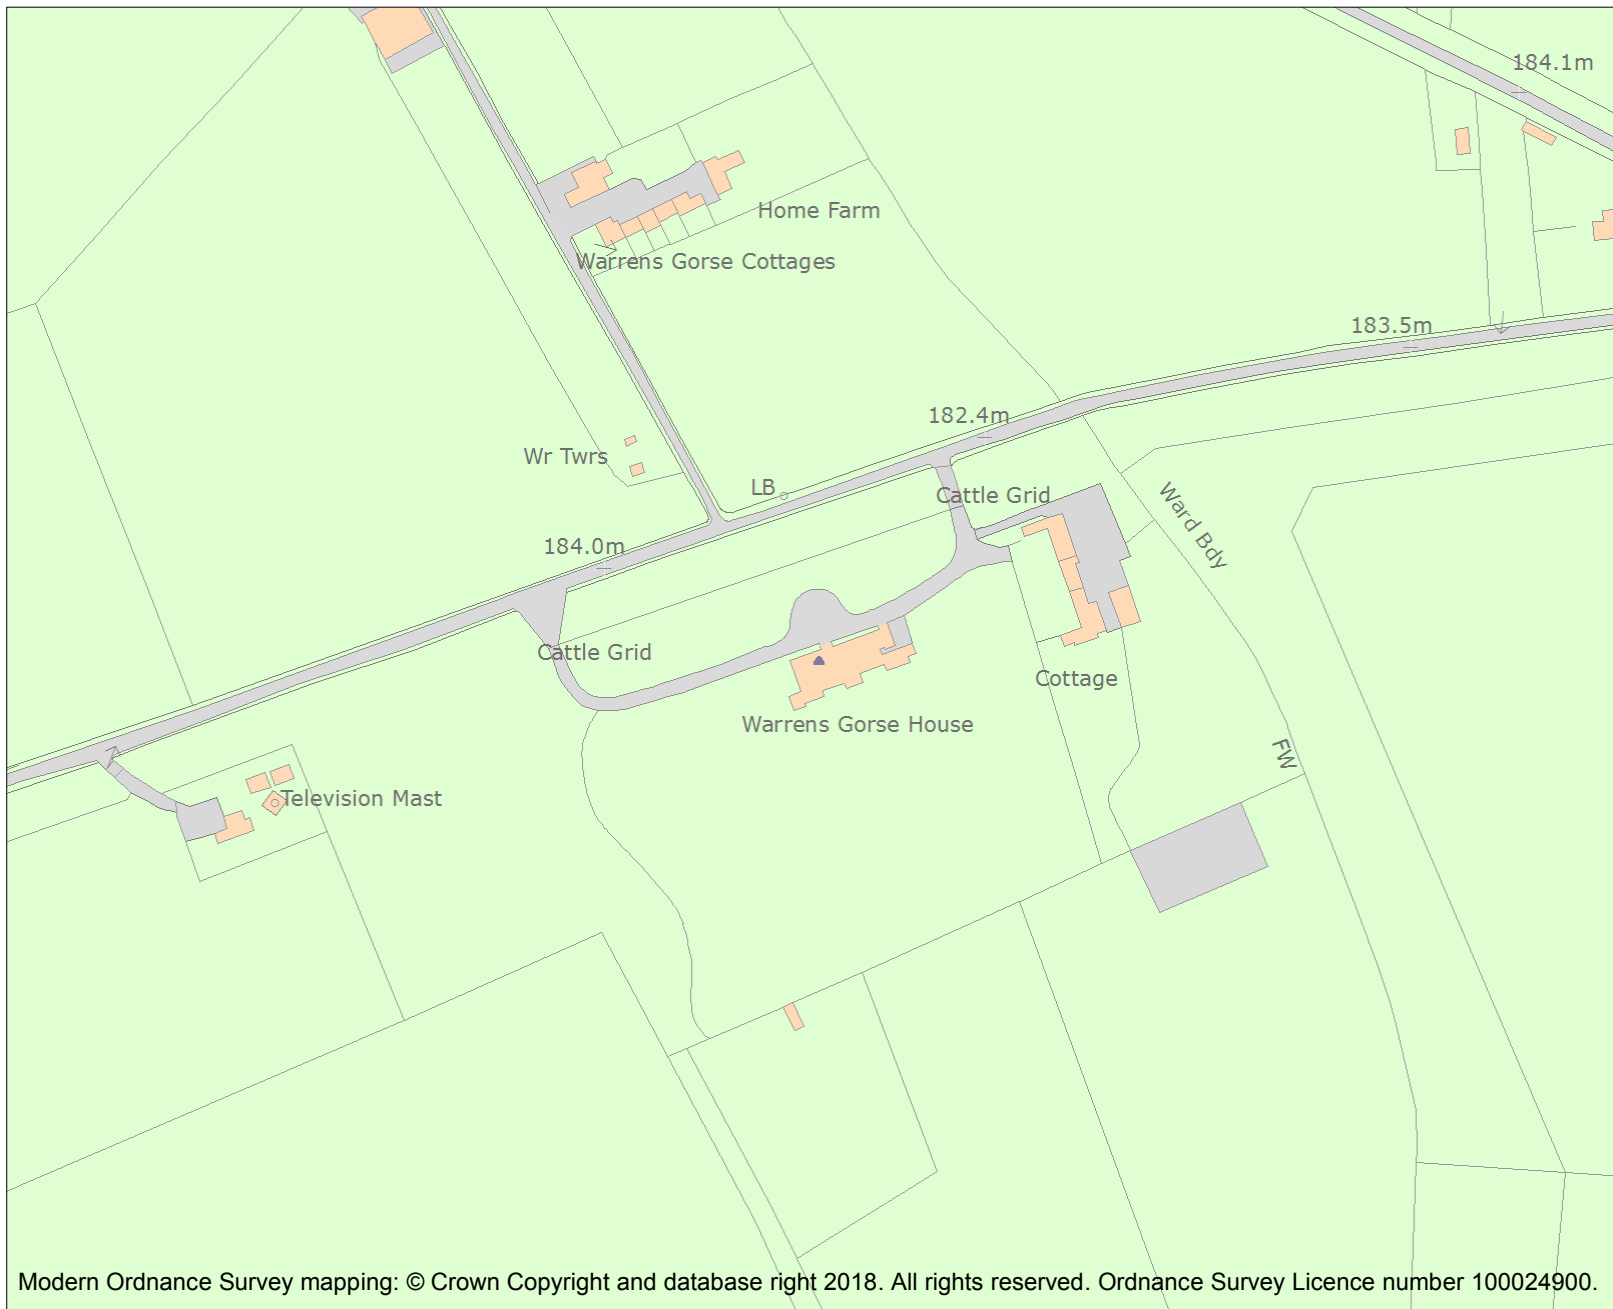 184.1m
Home Farm
Warrens Gorse Cottages
183.5m
182.4m
Wr Twrs
LB
Cattle Grid
Ward Bdy
184.0m
Cattle Grid
Cottage
Warrens Gorse House
FW
Television Mast
Modern Ordnance Survey mapping: © Crown Copyright and database right 2018. All rights reserved. Ordnance Survey Licence number 100024900.